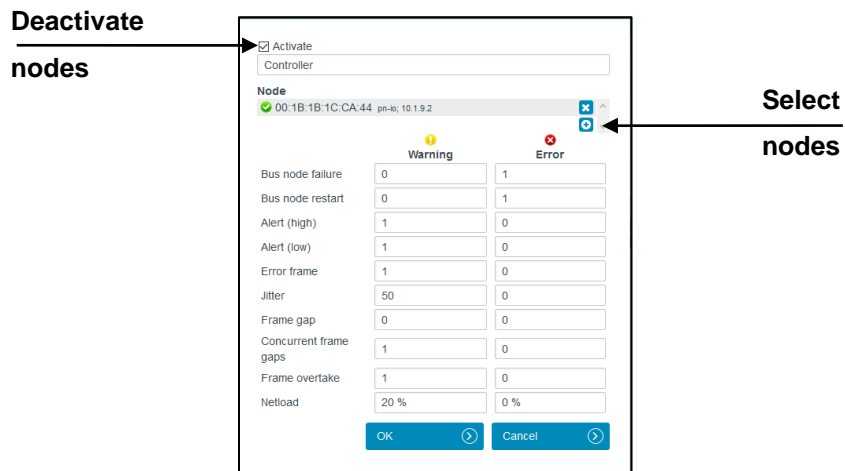 Deactivate
nodes
Activate
Controller
Node
00:1B:1B:1C:CA:44 pn-io; 10.1.9.2
Select
nodes
Warning Error
Bus node failure 0 1
Bus node restart 0 1
Alert (high) 1 0
Alert (low) 1 0
Error frame 1 0
Jitter 50 0
Frame gap 0 0
Concurrent frame
gaps 1 0
Frame overtake 1 0
Netload 20 % 0 %
OK Cancel